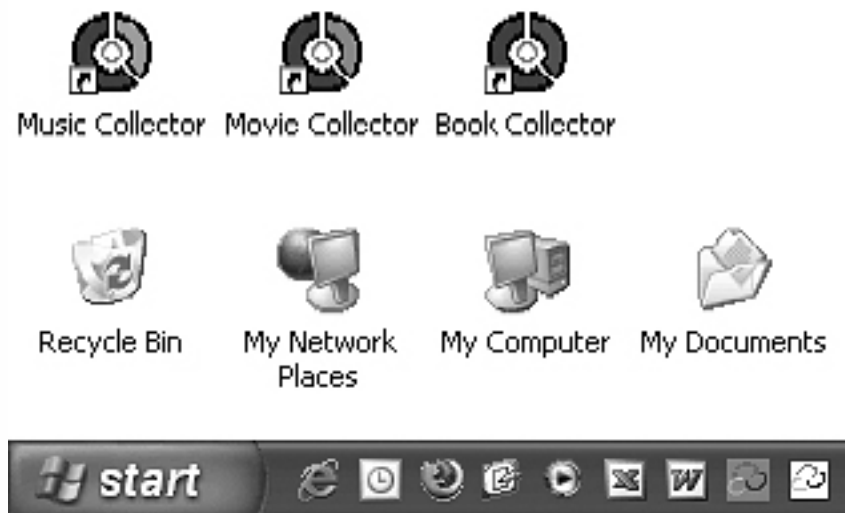 Music Collector Movie Collector Book Collector
Recycle Bin My Network Places My Computer My Documents
start